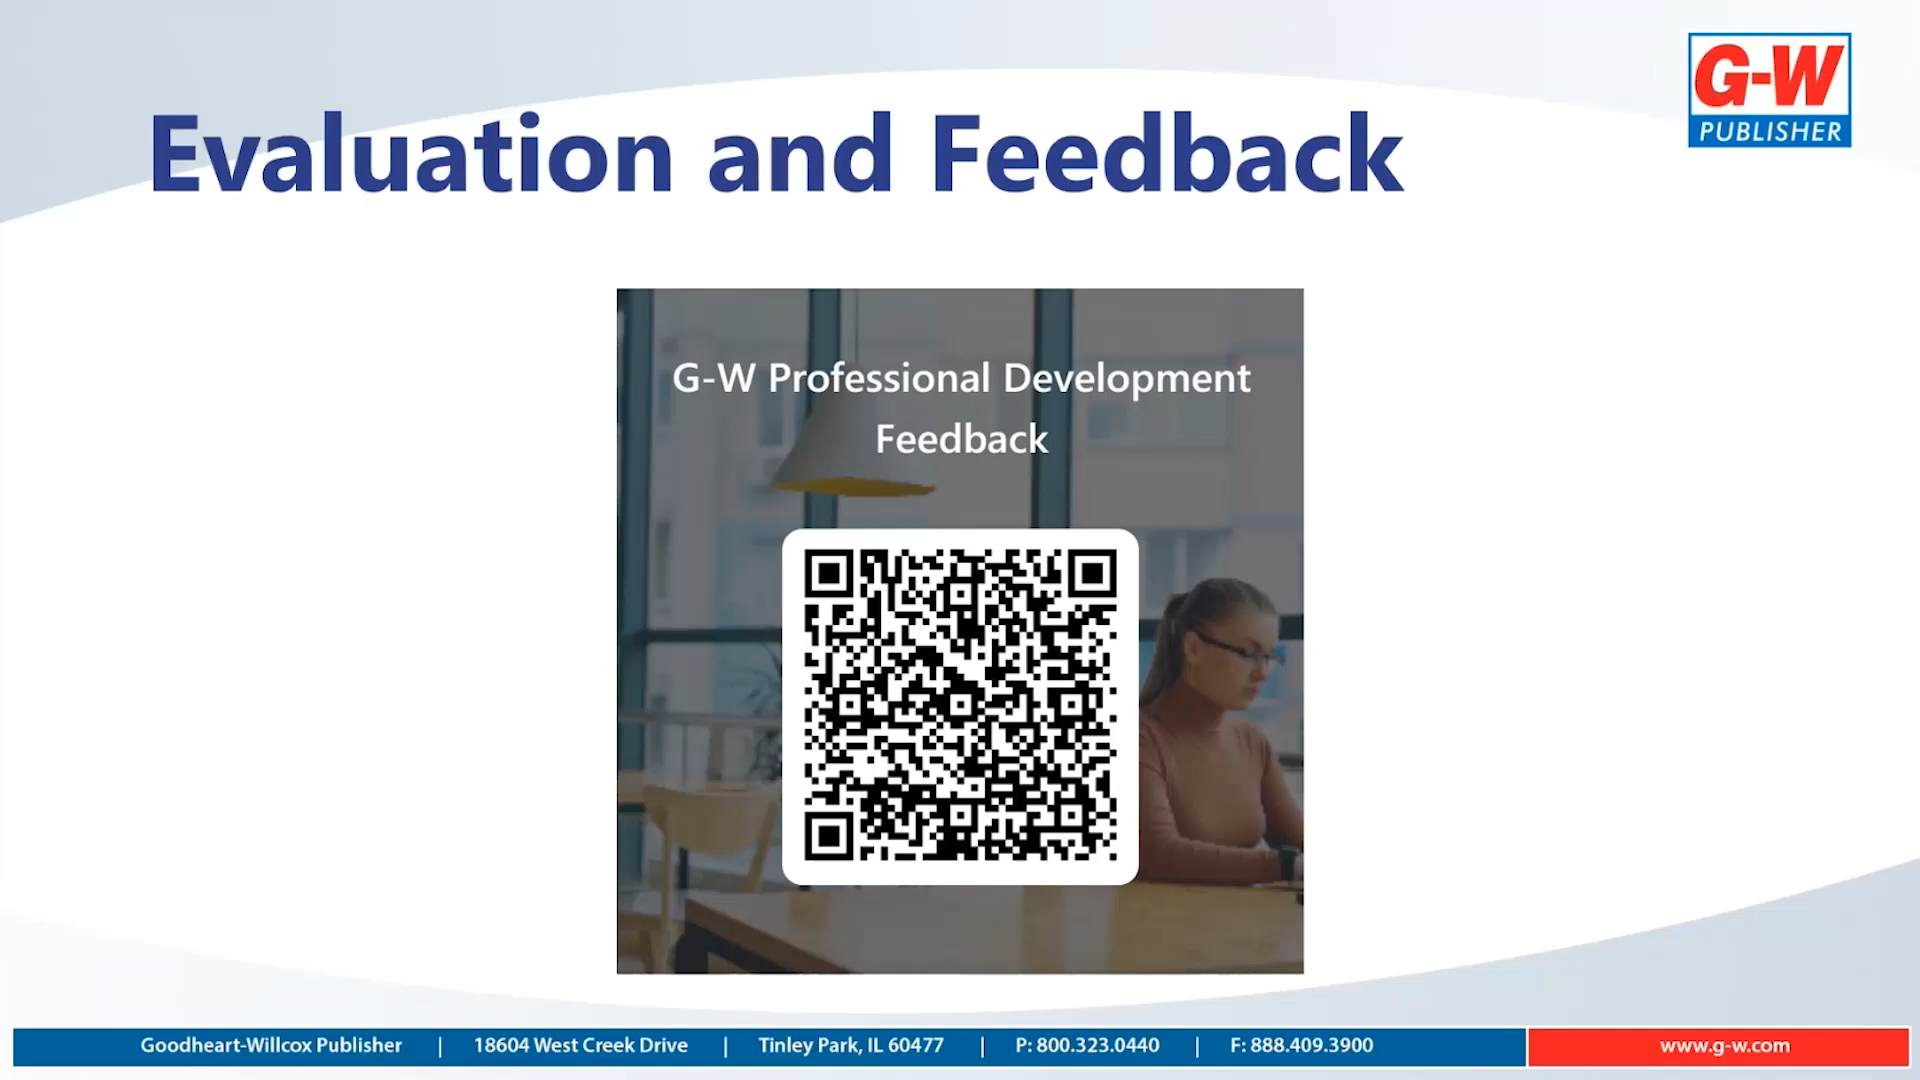 G-W
PUBLISHER
Evaluation and Feedback
G-W Professional Development
Feedback
Goodheart-Willcox Publisher | 18604 West Creek Drive | Tinley Park, IL 60477 | P: 800.323.0440 | F: 888.409.3900 www.g-w.com